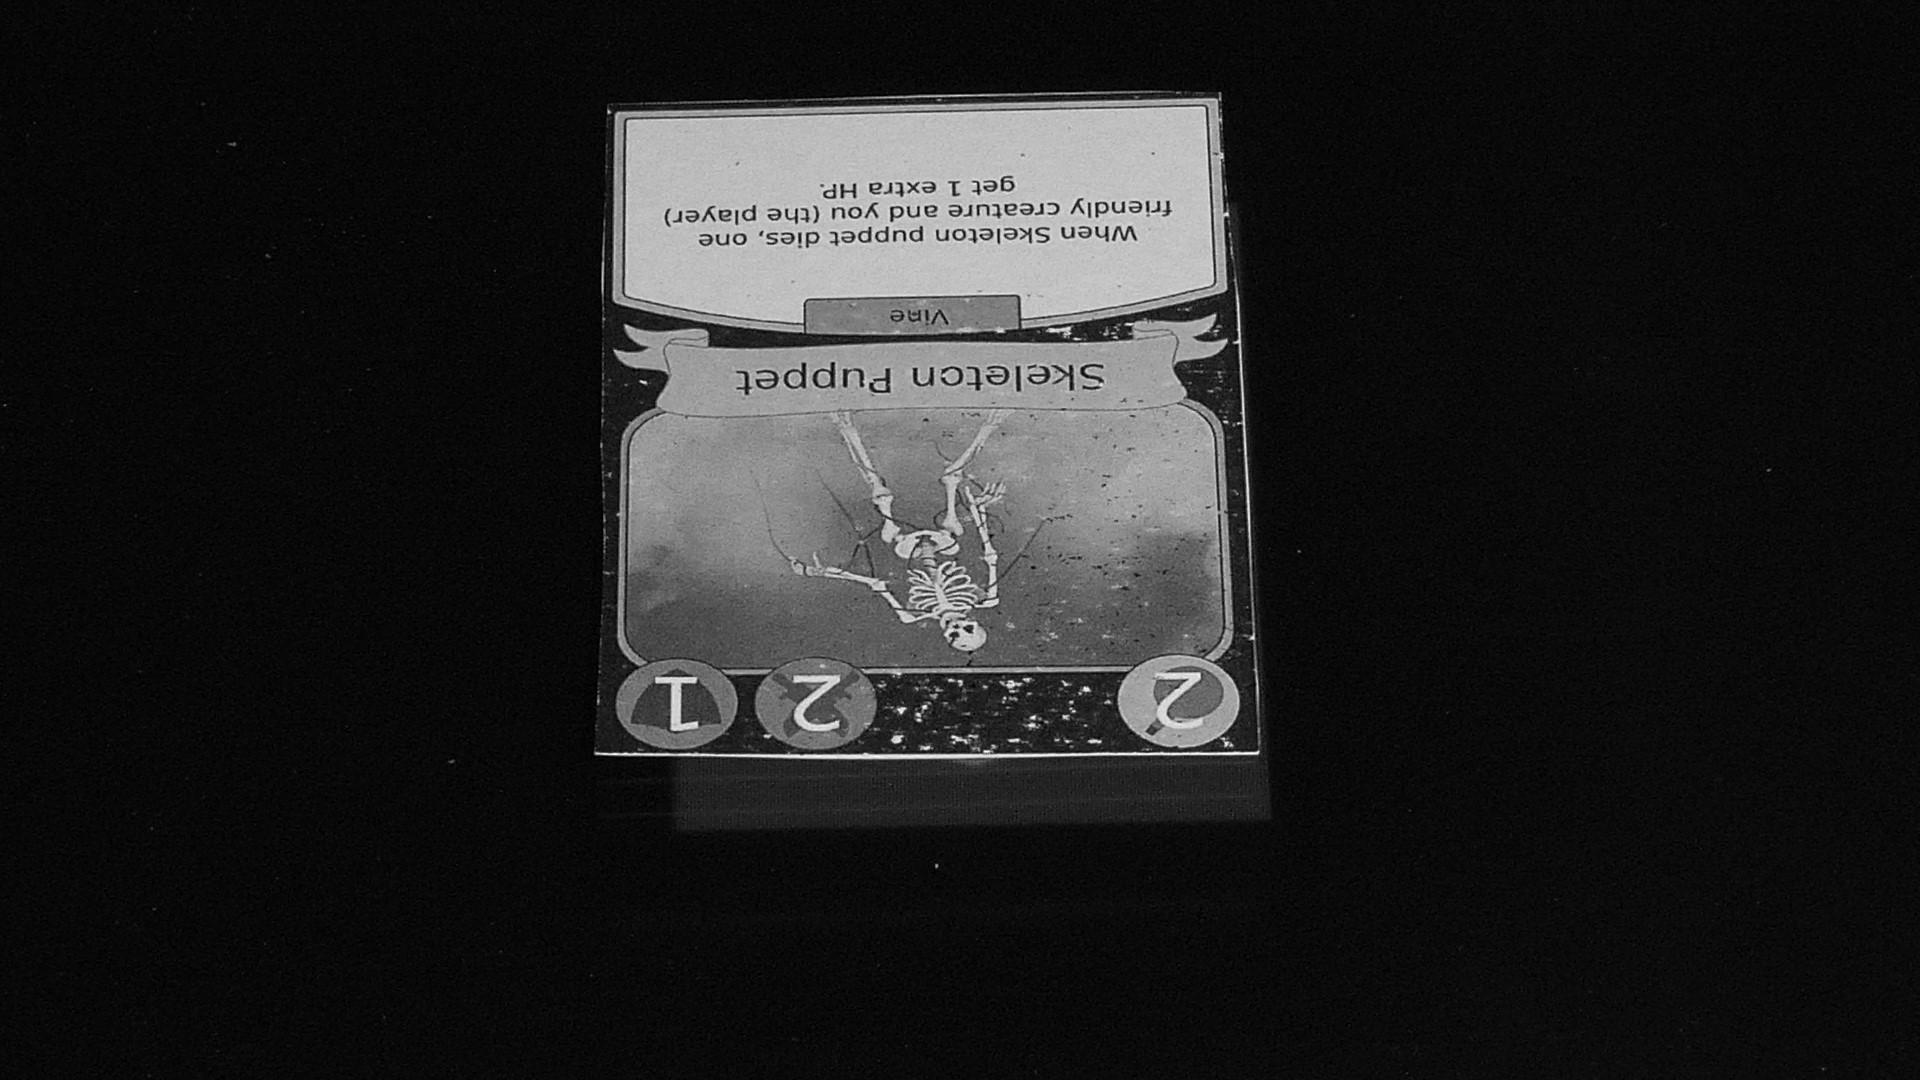 2 2 1
Skeleton Puppet
Vine
When Skeleton puppet dies, one
friendly creature and you (the player)
get 1 extra HP.